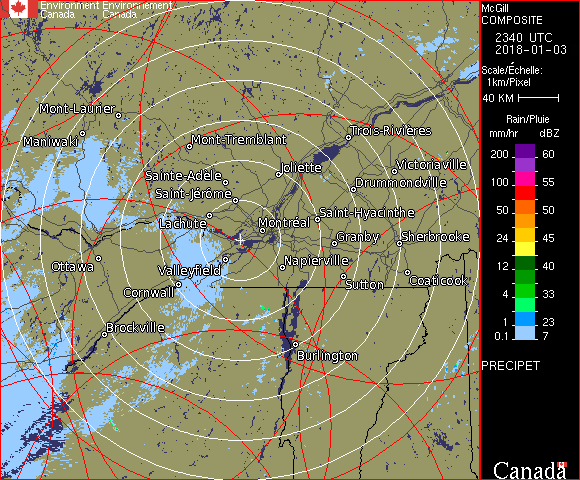 Environment Environnement
Canada Canada
McGill
COMPOSITE
2340 UTC
2018-01-03
Scale/Échelle:
1km/Pixel
40 KM
Rain/Pluie
mm/hr dBZ
200 60
155
100 55
50 50
24 45
12 40
8 33
4 33
1 23
0.1 7
PRECIPET
Canada
Mont-Laurier
Maniwaki
Mont-Tremblant
Trois-Rivières
Joliette
Victoriaville
Sainte-Adèle
Drummondville
Saint-Jérôme
Lachute
Saint-Hyacinthe
Montréal
Granby
Sherbrooke
Ottawa
Valleyfield
Napierville
Cornwall
Sutton
Coaticook
Brockville
Burlington